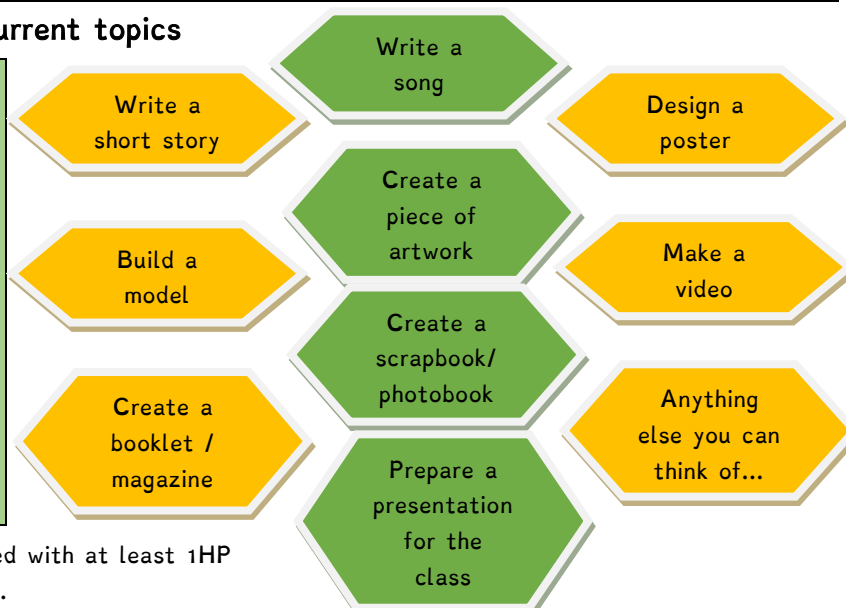 urrent topics
Write a
song
Write a
short story
Design a
poster
Create a
piece of
artwork
Build a
model
Make a
video
Create a
scrapbook/
photobook
Create a
booklet /
magazine
Anything
else you can
think of...
Prepare a
presentation
for the
class
ed with at least 1HP
.